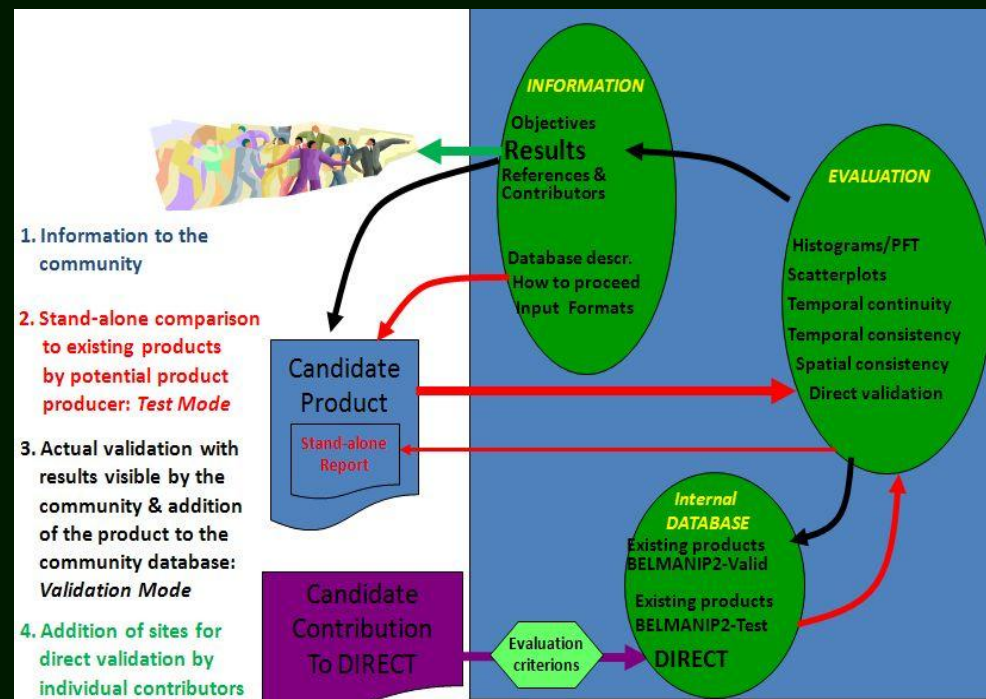 1. Information to the
community
2. Stand-alone comparison
to existing products
by potential product
producer: Test Mode
3. Actual validation with
results visible by the
community & addition
of the product to the
community database:
Validation Mode
4. Addition of sites for
direct validation by
individual contributors
INFORMATION
Objectives
Results
References &
Contributors
Database descr.
How to proceed
Input Formats
EVALUATION
Histograms/PFT
Scatterplots
Temporal continuity
Temporal consistency
Spatial consistency
Direct validation
Candidate
Product
Stand-alone
Report
Internal
DATABASE
Existing products
BELMANIP2-Valid
Existing products
BELMANIP2-Test
DIRECT
Candidate
Contribution
To DIRECT
Evaluation
criterions